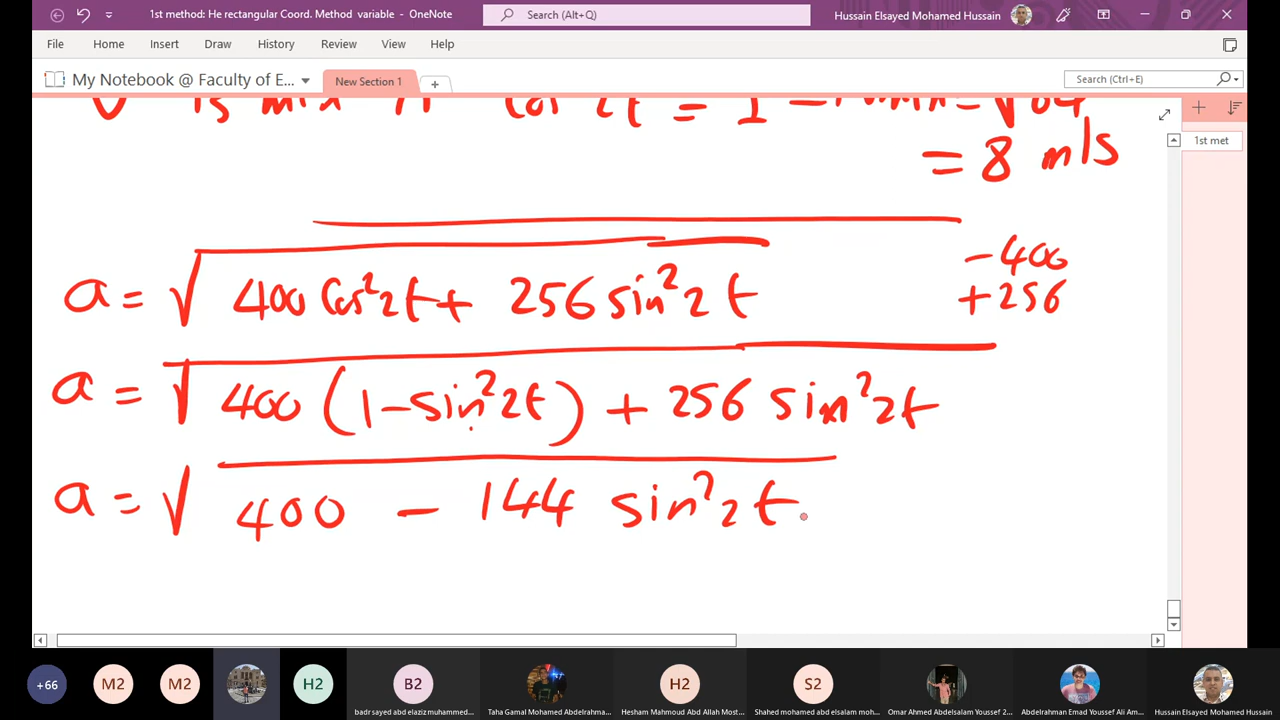 1st method: He rectangular Coord. Method variable - OneNote
Search (Alt+Q)
Hussain Elsayed Mohamed Hussain
File Home Insert Draw History Review View Help
My Notebook @ Faculty of E...
New Section 1
Search (Ctrl+E)
1st met
is 2t = 1
= 8 m/s
a = √400 Cos²2t + 256 sin²2t
-400
+256
a = √400 (1-sin²2t) + 256 sin²2t
a = √400 - 144 sin²2t
+66 M2 M2 H2 B2 H2 S2
badr sayed abd elaziz muhammed...
Taha Gamal Mohamed Abdelrahma...
Hesham Mahmoud Abd Allah Most...
Shahed mohamed abd elsalam moh...
Omar Ahmed Abdelsalam Youssef 2...
Abdelrahman Emad Youssef Ali Am...
Hussain Elsayed Mohamed Hussain